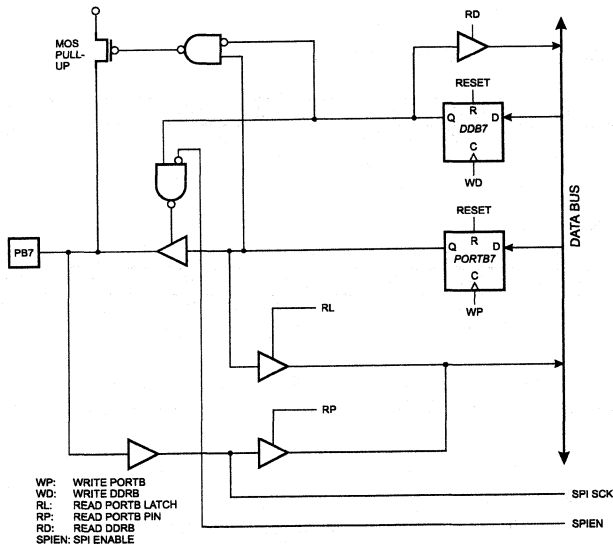 RD
MOS
PULL-
UP
RESET
R
Q
D
DDB7
C
WD
RESET
R
Q
D
PORTB7
C
WP
DATA BUS
PB7
RL
RP
WP: WRITE PORTB
WD: WRITE DDRB
RL: READ PORTB LATCH
RP: READ PORTB PIN
RD: READ DDRB
SPIEN: SPI ENABLE
SPI SCK
SPIEN